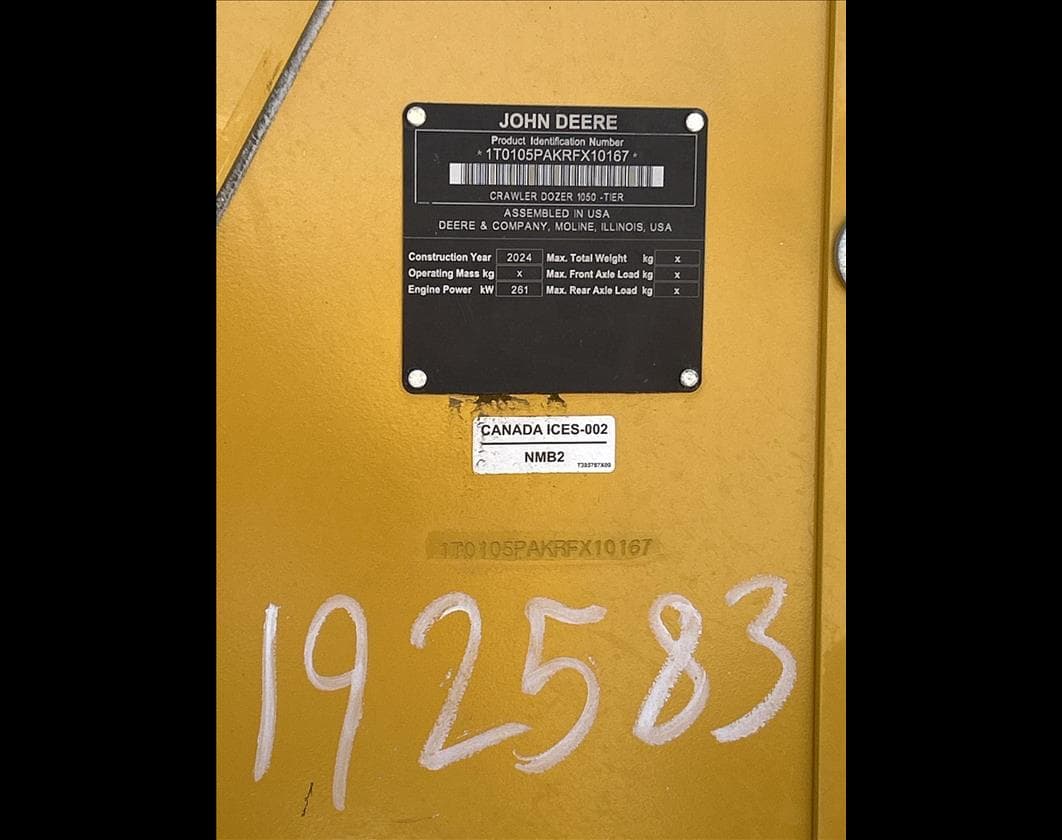 JOHN DEERE
Product Identification Number
*1T0105PAKRFX10167*
CRAWLER DOZER 1050 -TIER
ASSEMBLED IN USA
DEERE & COMPANY, MOLINE, ILLINOIS, USA
Construction Year 2024 Max. Total Weight kg x
Operating Mass kg x Max. Front Axle Load kg x
Engine Power kW 261 Max. Rear Axle Load kg x
CANADA ICES-002
NMB2
1T0105PAKRFX10167
192583